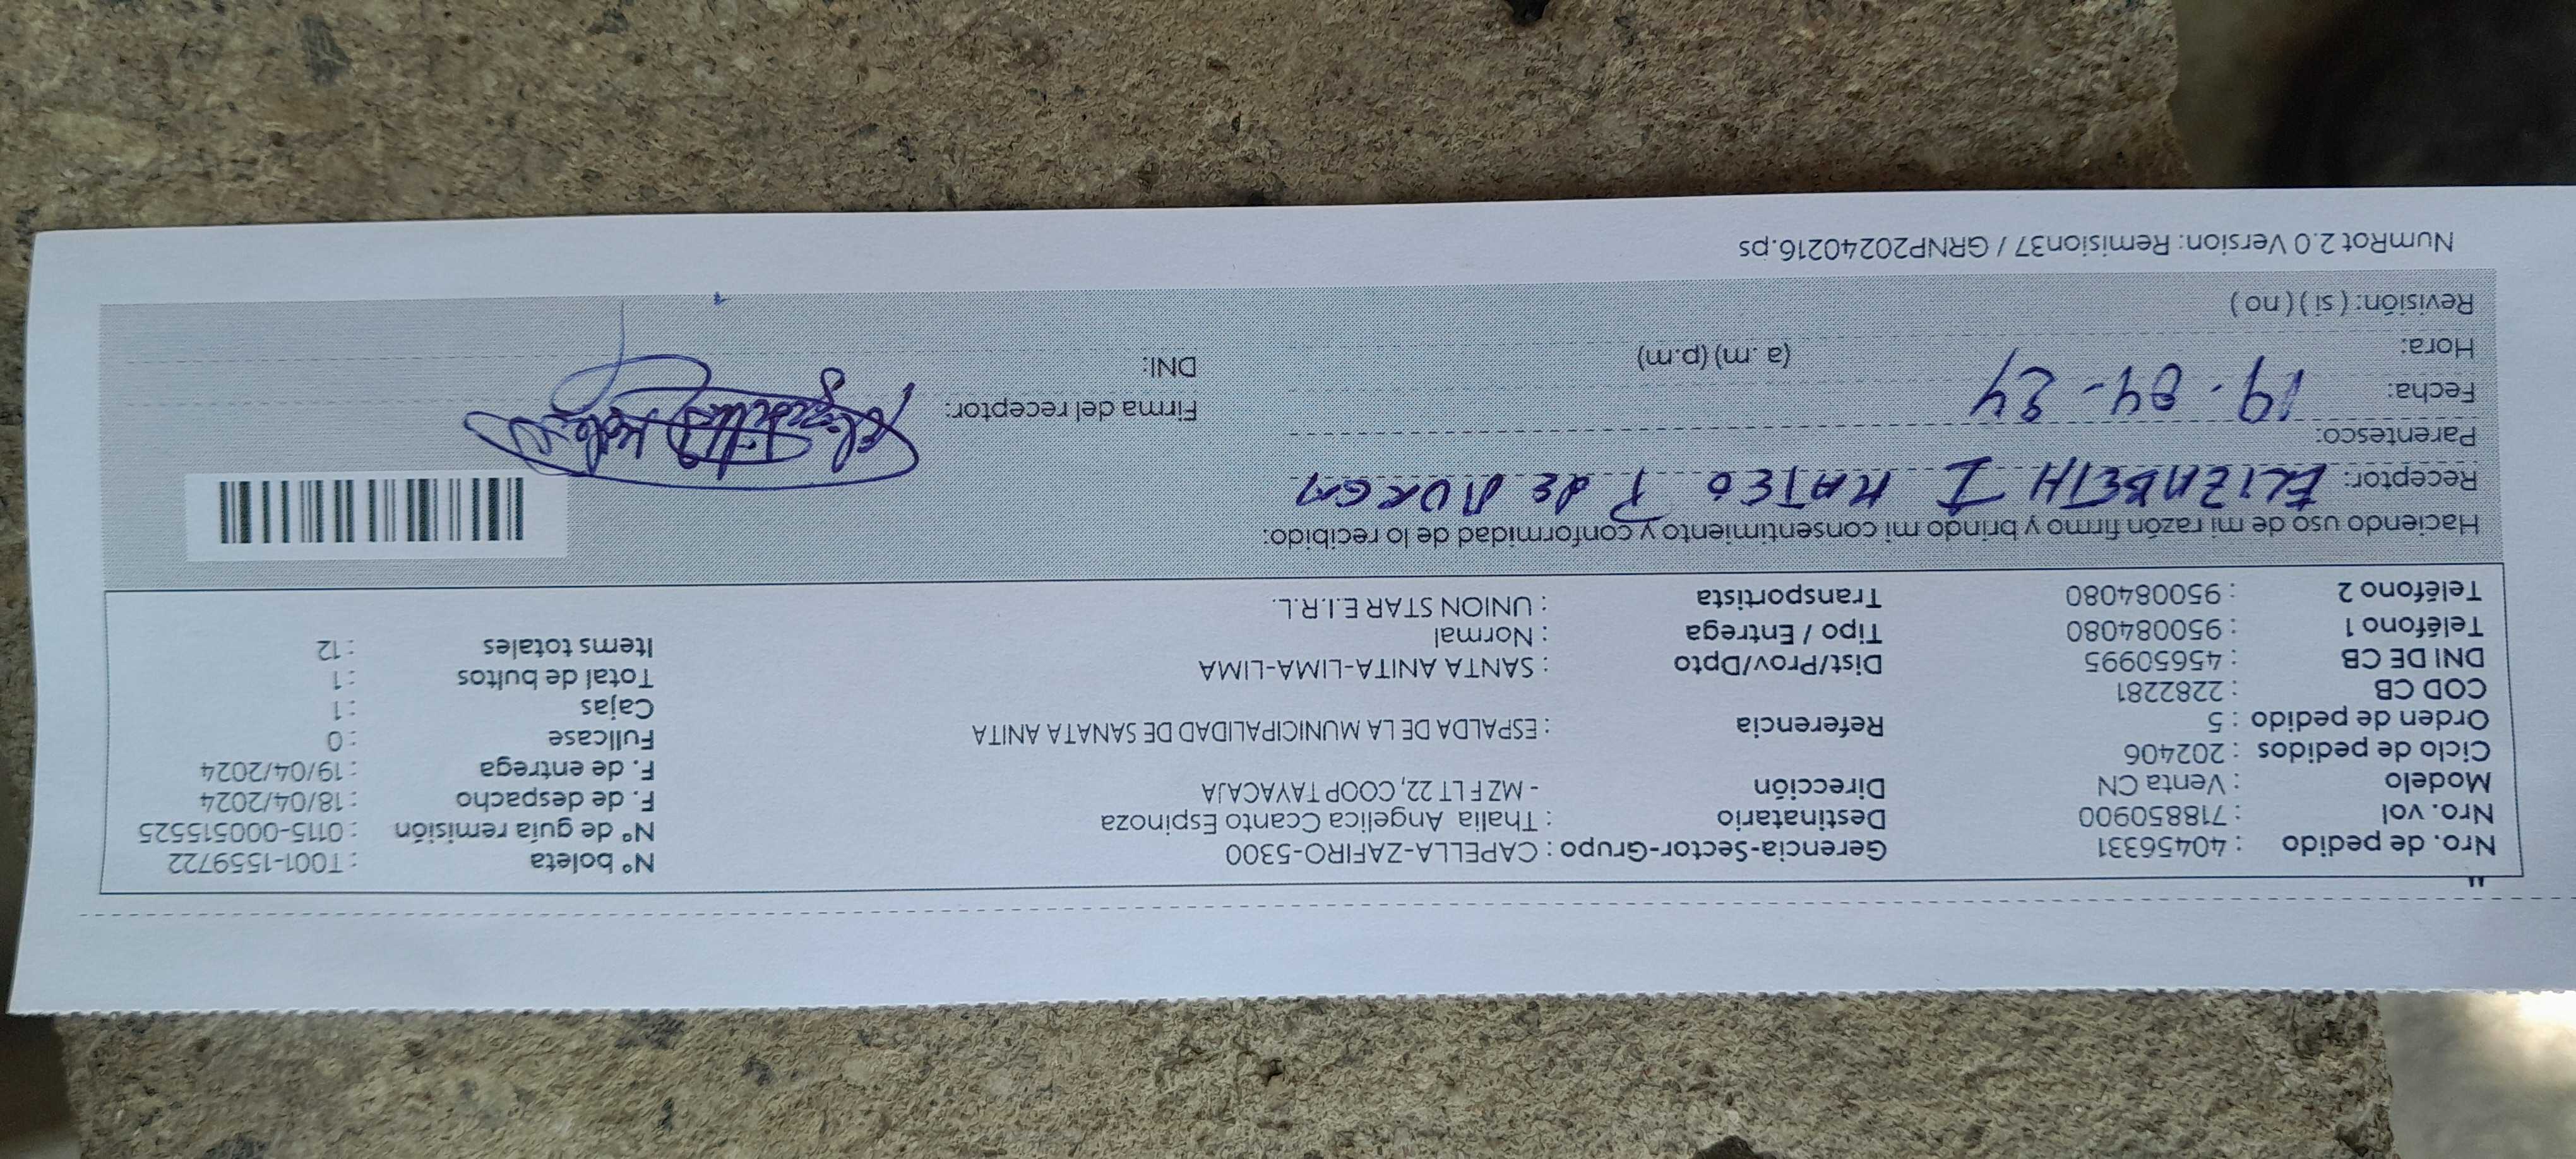 Nro. de pedido : 40456331 Gerencia-Sector-Grupo : CAPELLA-ZAFIRO-5300 N° boleta : T001-1559722
Nro. vol : 718850900 Destinatario : Thalia Angelica Ccanto Espinoza N° de guía remisión : 0115-000515525
Modelo : Venta CN Dirección - MZ F LT 22, COOP TAYACAJA F. de despacho : 18/04/2024
Ciclo de pedidos : 202406 F. de entrega : 19/04/2024
Orden de pedido : 5 Referencia : ESPALDA DE LA MUNICIPALIDAD DE SANATA ANITA Fullcase : 0
COD CB : 2282281 Cajas : 1
DNI DE CB : 45650995 Dist/Prov/Dpto : SANTA ANITA-LIMA-LIMA Total de bultos : 1
Teléfono 1 : 950084080 Tipo / Entrega : Normal Items totales : 12
Teléfono 2 : 950084080 Transportista : UNION STAR E.I.R.L.
Haciendo uso de mi razón firmo y brindo mi consentimiento y conformidad de lo recibido:
Receptor: ELIZABETH I MATEO P de
Parentesco:
Fecha: 19-04-24 Firma del receptor:
Hora: (a .m) (p.m) DNI:
Revisión: ( si ) ( no )
NumRot 2.0 Version: Remision37 / GRNP20240216.ps